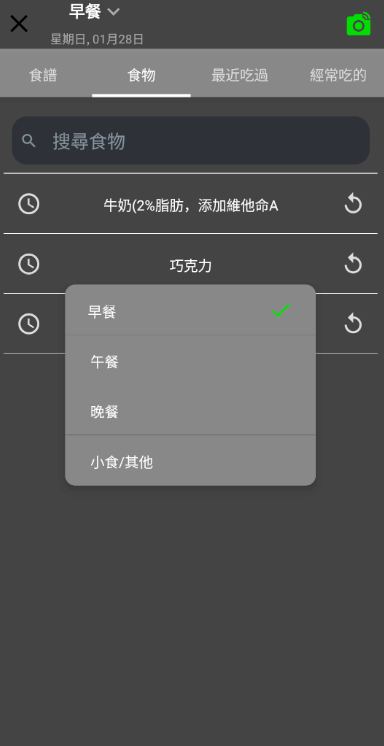 早餐
星期日, 01月28日
食譜 食物 最近吃過 經常吃的
搜尋食物
牛奶(2%脂肪，添加維他命A
巧克力
早餐
午餐
晚餐
小食/其他